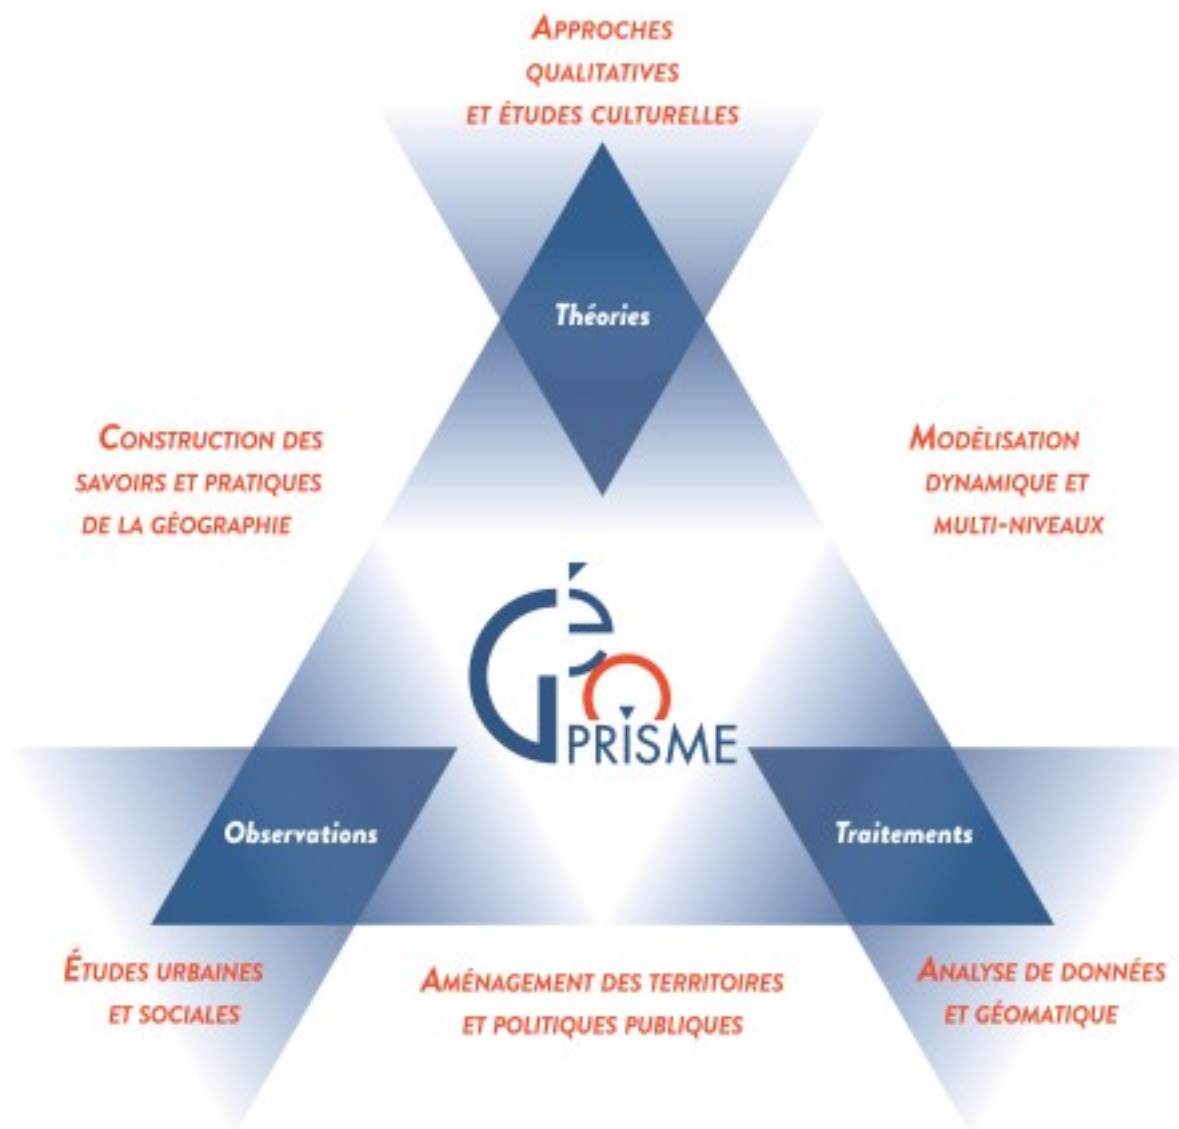 APPROCHES
QUALITATIVES
ET ÉTUDES CULTURELLES
Théories
CONSTRUCTION DES
SAVOIRS ET PRATIQUES
DE LA GÉOGRAPHIE
MODÉLISATION
DYNAMIQUE ET
MULTI-NIVEAUX
Géo
PRISME
Observations
Traitements
ÉTUDES URBAINES
ET SOCIALES
AMÉNAGEMENT DES TERRITOIRES
ET POLITIQUES PUBLIQUES
ANALYSE DE DONNÉES
ET GÉOMATIQUE